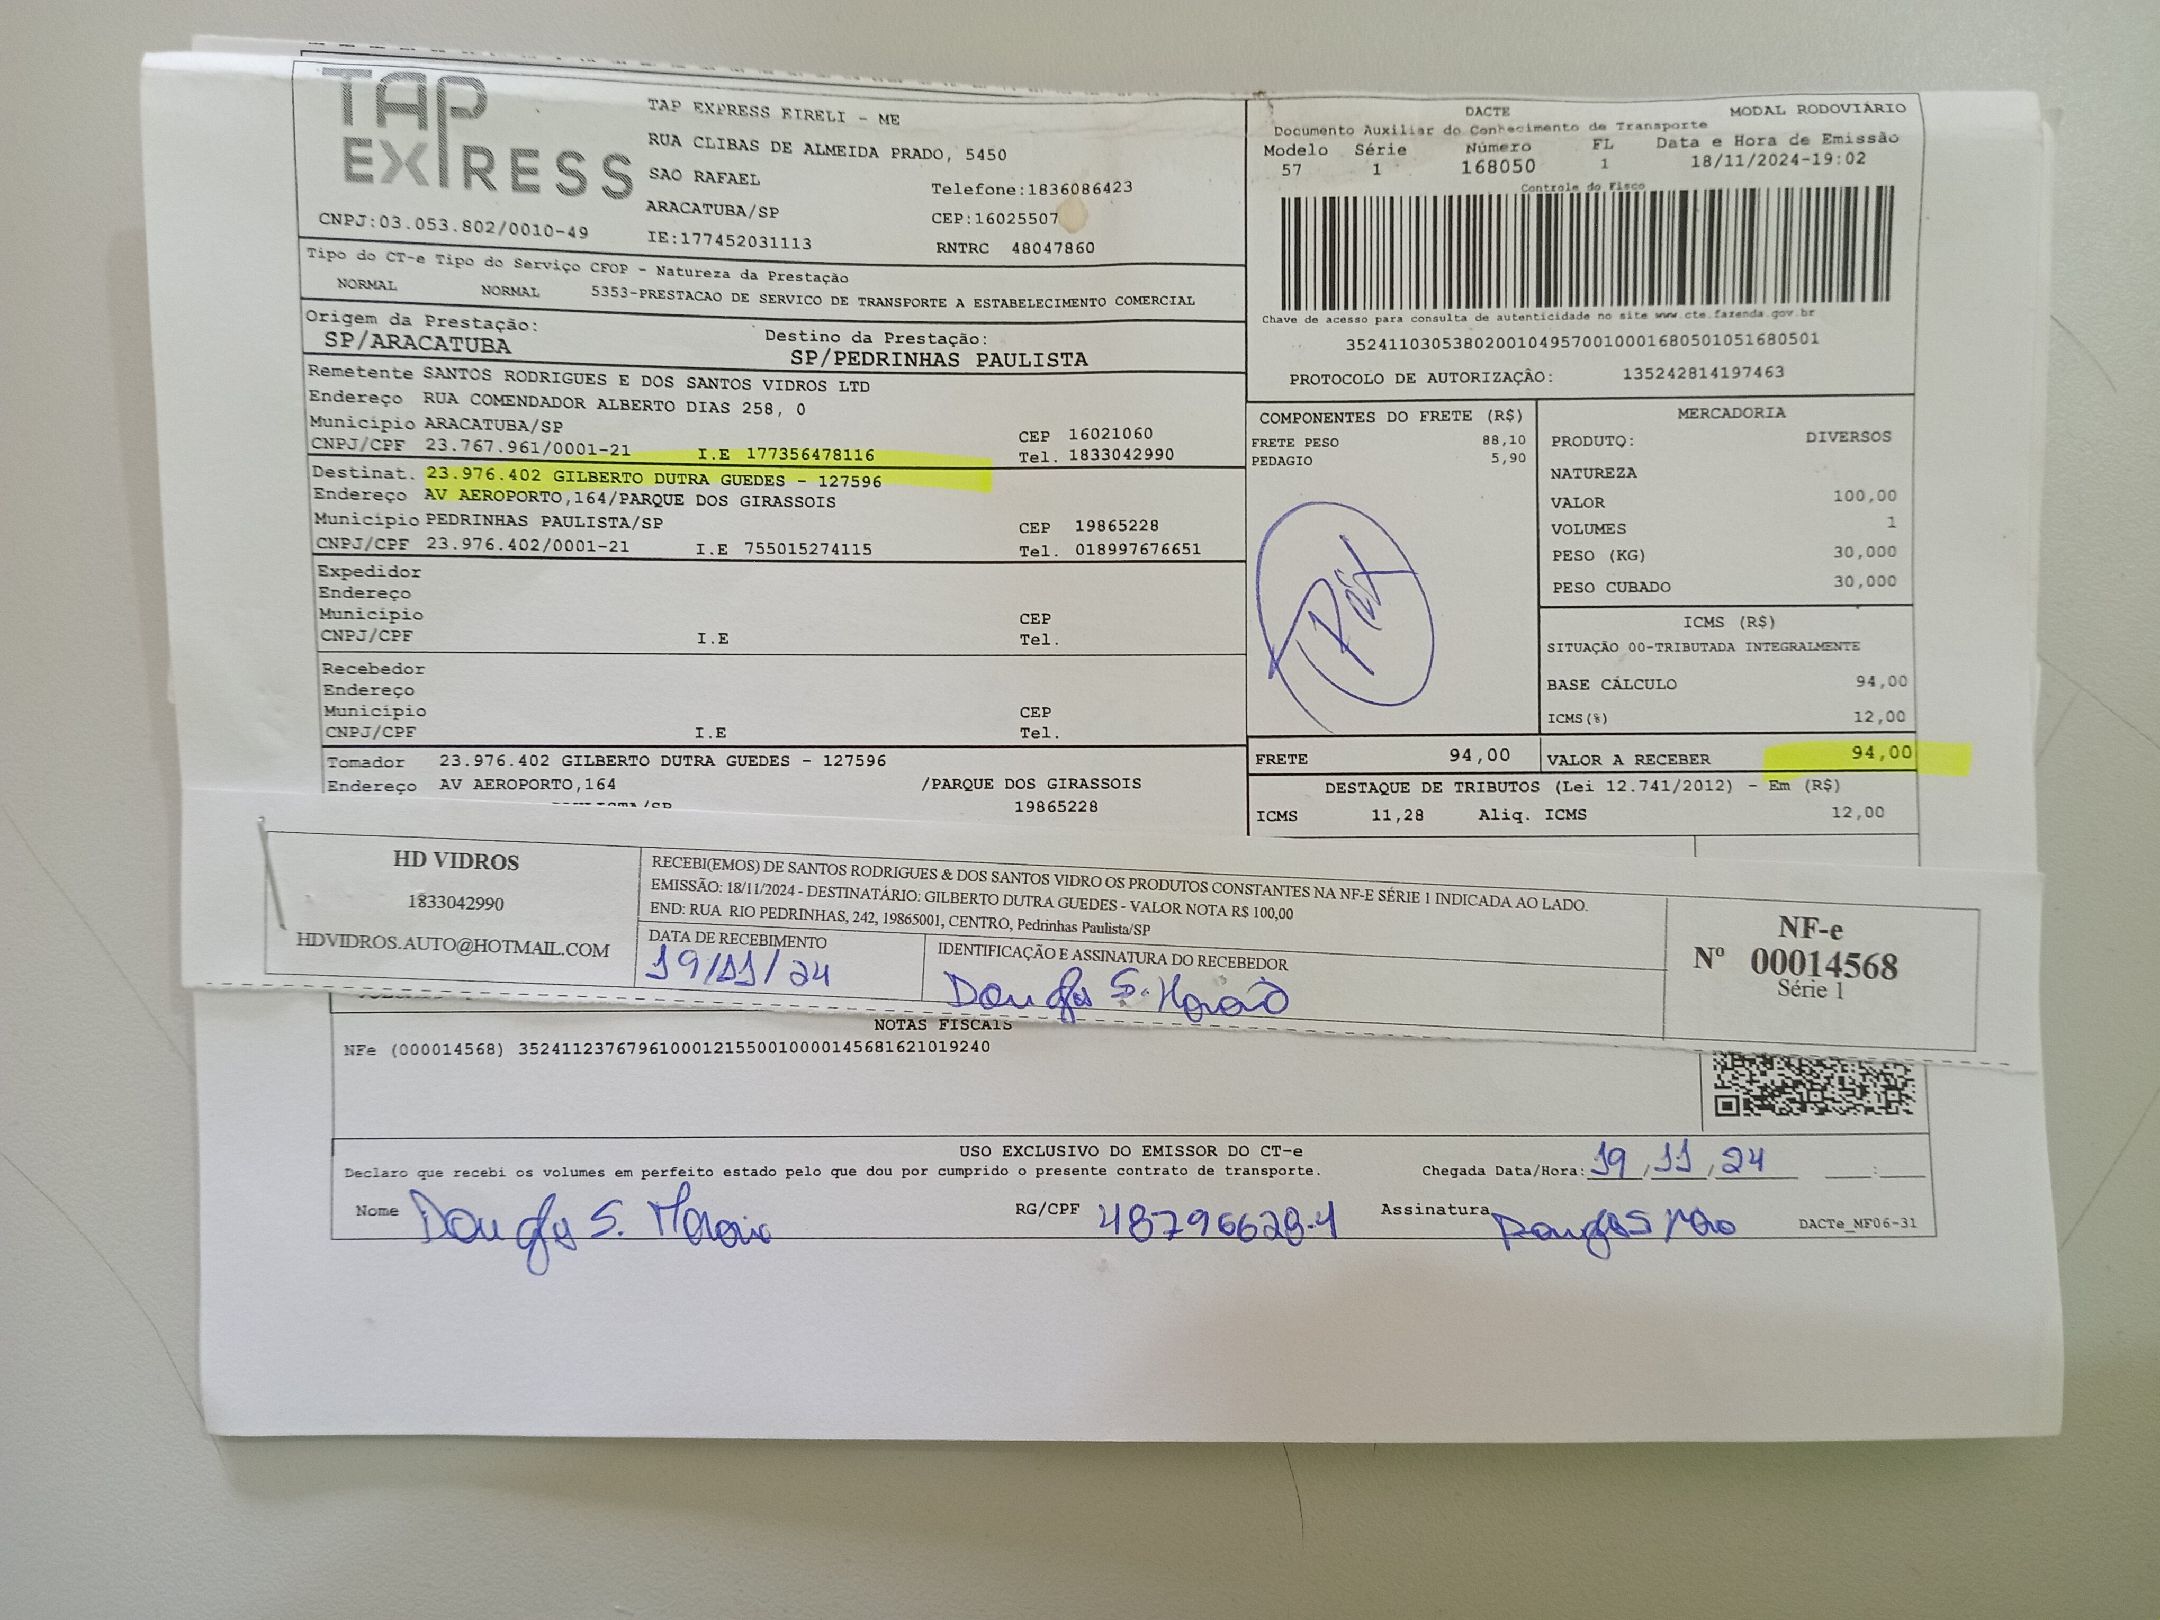 TAP EXPRESS
TAP EXPRESS EIRELI - ME
RUA CLIBAS DE ALMEIDA PRADO, 5450
SAO RAFAEL
Telefone:1836086423
ARACATUBA/SP
CEP:16025507
CNPJ:03.053.802/0010-49
IE:177452031113
RNTRC 48047860
DACTE MODAL RODOVIÁRIO
Documento Auxiliar do Conhecimento de Transporte
Modelo Série Número FL Data e Hora de Emissão
57 1 168050 1 18/11/2024-19:02
Controle do Fisco
Chave de acesso para consulta de autenticidade no site www.cte.fazenda.gov.br
35241103053802001049570010001680501051680501
PROTOCOLO DE AUTORIZAÇÃO: 135242814197463
Tipo do CT-e Tipo do Serviço CFOP - Natureza da Prestação
NORMAL NORMAL 5353-PRESTACAO DE SERVICO DE TRANSPORTE A ESTABELECIMENTO COMERCIAL
Origem da Prestação: Destino da Prestação:
SP/ARACATUBA SP/PEDRINHAS PAULISTA
Remetente SANTOS RODRIGUES E DOS SANTOS VIDROS LTD
Endereço RUA COMENDADOR ALBERTO DIAS 258, 0
Município ARACATUBA/SP CEP 16021060
CNPJ/CPF 23.767.961/0001-21 I.E 177356478116 Tel. 1833042990
Destinat. 23.976.402 GILBERTO DUTRA GUEDES - 127596
Endereço AV AEROPORTO,164/PARQUE DOS GIRASSOIS
Município PEDRINHAS PAULISTA/SP CEP 19865228
CNPJ/CPF 23.976.402/0001-21 I.E 755015274115 Tel. 018997676651
Expedidor
Endereço
Município CEP
CNPJ/CPF I.E Tel.
Recebedor
Endereço
Município CEP
CNPJ/CPF I.E Tel.
Tomador 23.976.402 GILBERTO DUTRA GUEDES - 127596
Endereço AV AEROPORTO,164 /PARQUE DOS GIRASSOIS
19865228
COMPONENTES DO FRETE (R$)
FRETE PESO 88,10
PEDAGIO 5,90
Pix
MERCADORIA
PRODUTO: DIVERSOS
NATUREZA
VALOR 100,00
VOLUMES 1
PESO (KG) 30,000
PESO CUBADO 30,000
ICMS (R$)
SITUAÇÃO 00-TRIBUTADA INTEGRALMENTE
BASE CÁLCULO 94,00
ICMS(%) 12,00
FRETE 94,00 VALOR A RECEBER 94,00
DESTAQUE DE TRIBUTOS (Lei 12.741/2012) - Em (R$)
ICMS 11,28 Aliq. ICMS 12,00
HD VIDROS
1833042990
HDVIDROS.AUTO@HOTMAIL.COM
RECEBI(EMOS) DE SANTOS RODRIGUES & DOS SANTOS VIDRO OS PRODUTOS CONSTANTES NA NF-E SÉRIE 1 INDICADA AO LADO.
EMISSÃO: 18/11/2024 - DESTINATÁRIO: GILBERTO DUTRA GUEDES - VALOR NOTA R$ 100,00
END: RUA RIO PEDRINHAS, 242, 19865001, CENTRO, Pedrinhas Paulista/SP
DATA DE RECEBIMENTO
19/11/24
IDENTIFICAÇÃO E ASSINATURA DO RECEBEDOR
Douglas S.
NF-e
Nº 00014568
Série 1
NOTAS FISCAIS
NFe (000014568) 35241123767961000121550010000145681621019240
USO EXCLUSIVO DO EMISSOR DO CT-e
Declaro que recebi os volumes em perfeito estado pelo que dou por cumprido o presente contrato de transporte.
Chegada Data/Hora: 19, 11, 24 :
Nome Douglas S. RG/CPF 48796628-4 Assinatura Douglas
DACTe_MF06-31